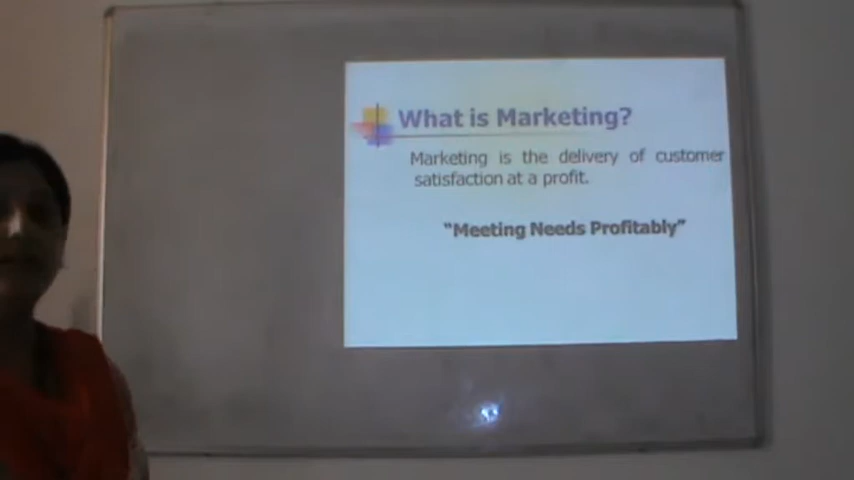 What is Marketing?
Marketing is the delivery of customer
satisfaction at a profit.
“Meeting Needs Profitably”